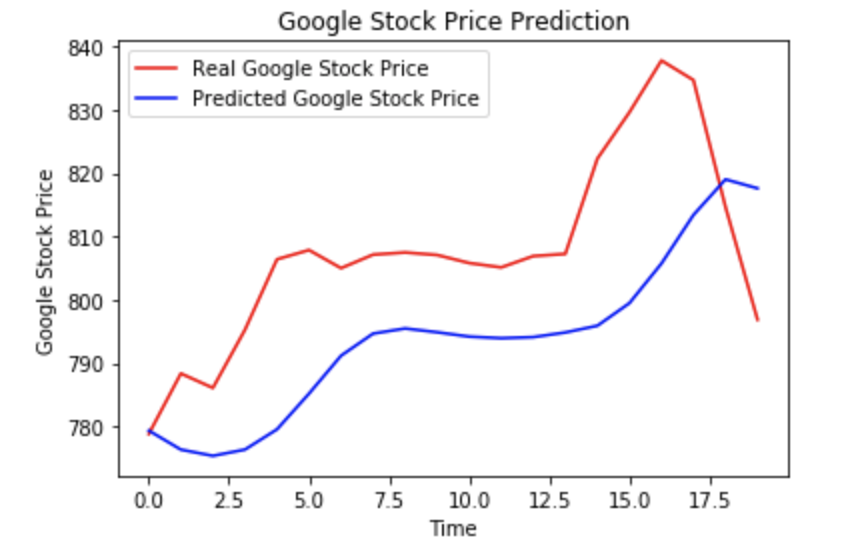 Google Stock Price Prediction
840
830
820
810
800
790
780
Google Stock Price
Real Google Stock Price
Predicted Google Stock Price
0.0 2.5 5.0 7.5 10.0 12.5 15.0 17.5
Time